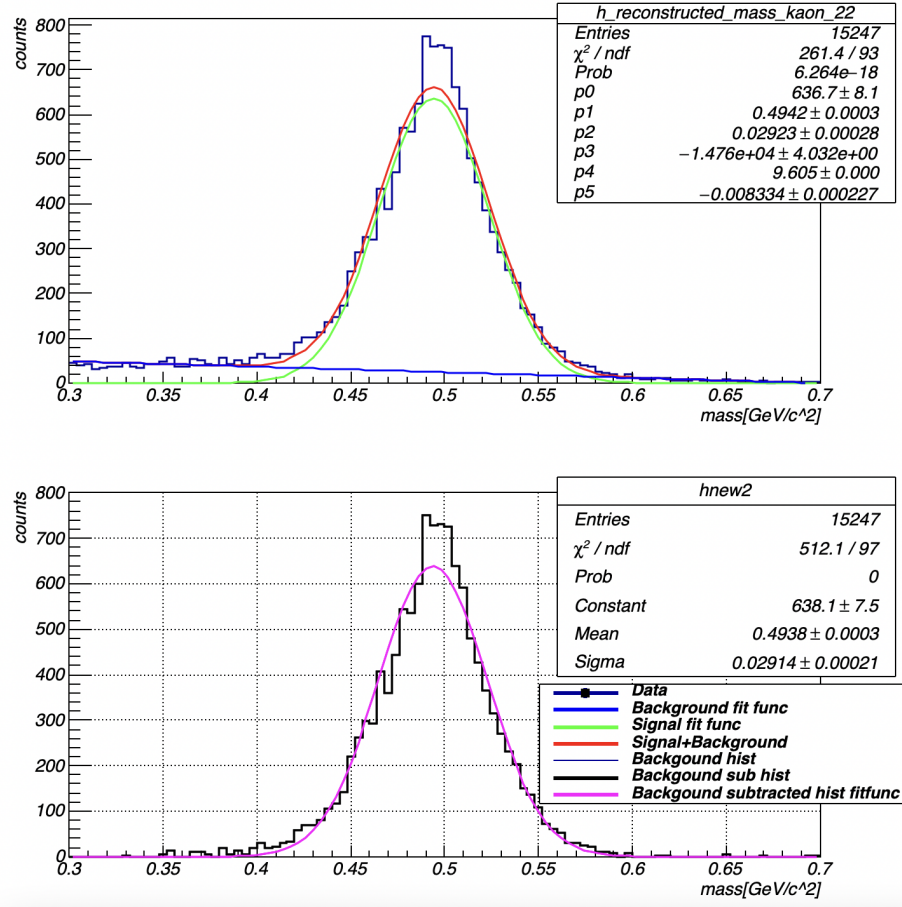 counts
800
700
600
500
400
300
200
100
0
0.3 0.35 0.4 0.45 0.5 0.55 0.6 0.65 0.7
mass[GeV/c^2]
h_reconstructed_mass_kaon_22
Entries 15247
χ² / ndf 261.4 / 93
Prob 6.264e−18
p0 636.7 ± 8.1
p1 0.4942 ± 0.0003
p2 0.02923 ± 0.00028
p3 −1.476e+04 ± 4.032e+00
p4 9.605 ± 0.000
p5 −0.008334 ± 0.000227
counts
800
700
600
500
400
300
200
100
0
0.3 0.35 0.4 0.45 0.5 0.55 0.6 0.65 0.7
mass[GeV/c^2]
hnew2
Entries 15247
χ² / ndf 512.1 / 97
Prob 0
Constant 638.1 ± 7.5
Mean 0.4938 ± 0.0003
Sigma 0.02914 ± 0.00021
Data
Background fit func
Signal fit func
Signal+Background
Backgound hist
Backgound sub hist
Backgound subtracted hist fitfunc